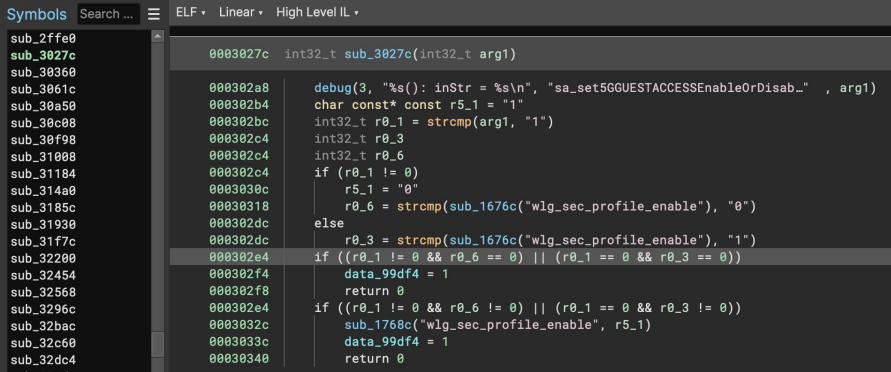 Symbols Search ... ☰
ELF ▾ Linear ▾ High Level IL ▾
sub_2ffe0
sub_3027c
sub_30360
sub_3061c
sub_30a50
sub_30c08
sub_30f98
sub_31008
sub_31184
sub_314a0
sub_3185c
sub_31930
sub_31f7c
sub_32200
sub_32454
sub_32568
sub_3296c
sub_32bac
sub_32c60
sub_32dc4
0003027c int32_t sub_3027c(int32_t arg1)
000302a8 debug(3, "%s(): inStr = %s\n", "sa_set5GGUESTACCESSEnableOrDisab…" , arg1)
000302b4 char const* const r5_1 = "1"
000302bc int32_t r0_1 = strcmp(arg1, "1")
000302c4 int32_t r0_3
000302c4 int32_t r0_6
000302c4 if (r0_1 != 0)
0003030c r5_1 = "0"
00030318 r0_6 = strcmp(sub_1676c("wlg_sec_profile_enable"), "0")
000302dc else
000302dc r0_3 = strcmp(sub_1676c("wlg_sec_profile_enable"), "1")
000302e4 if ((r0_1 != 0 && r0_6 == 0) || (r0_1 == 0 && r0_3 == 0))
000302f4 data_99df4 = 1
000302f8 return 0
000302e4 if ((r0_1 != 0 && r0_6 != 0) || (r0_1 == 0 && r0_3 != 0))
0003032c sub_1768c("wlg_sec_profile_enable", r5_1)
0003033c data_99df4 = 1
00030340 return 0